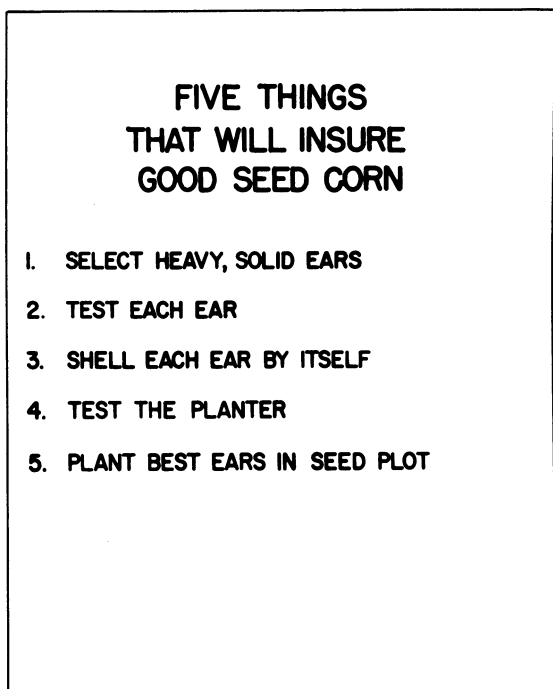 FIVE THINGS
THAT WILL INSURE
GOOD SEED CORN
1. SELECT HEAVY, SOLID EARS
2. TEST EACH EAR
3. SHELL EACH EAR BY ITSELF
4. TEST THE PLANTER
5. PLANT BEST EARS IN SEED PLOT